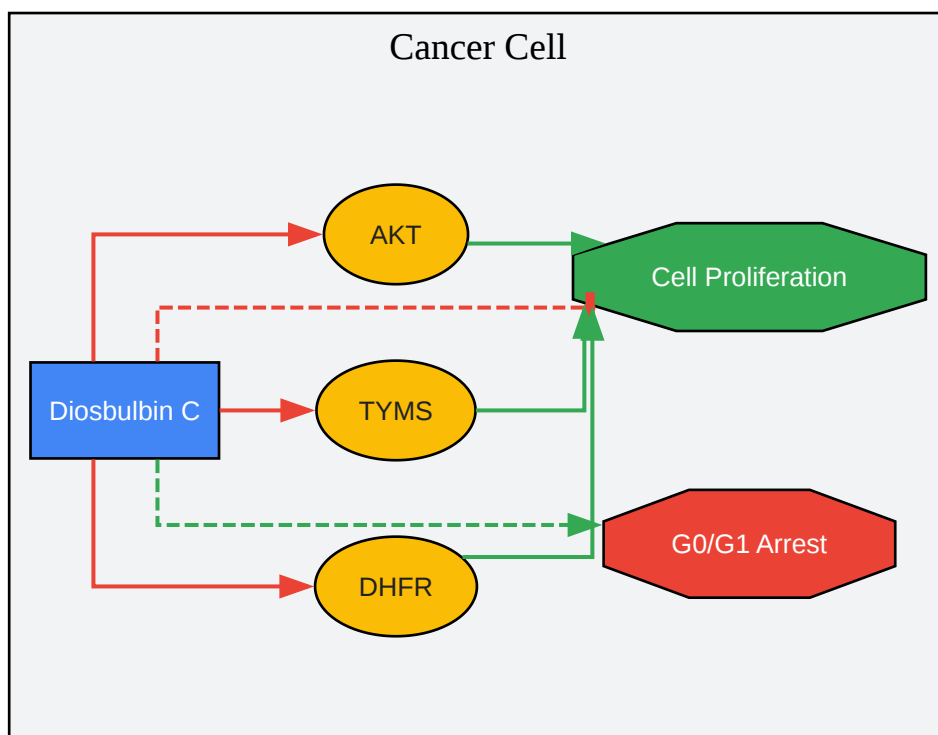 Cancer Cell
AKT
Cell Proliferation
Diosbulbin C
TYMS
G0/G1 Arrest
DHFR